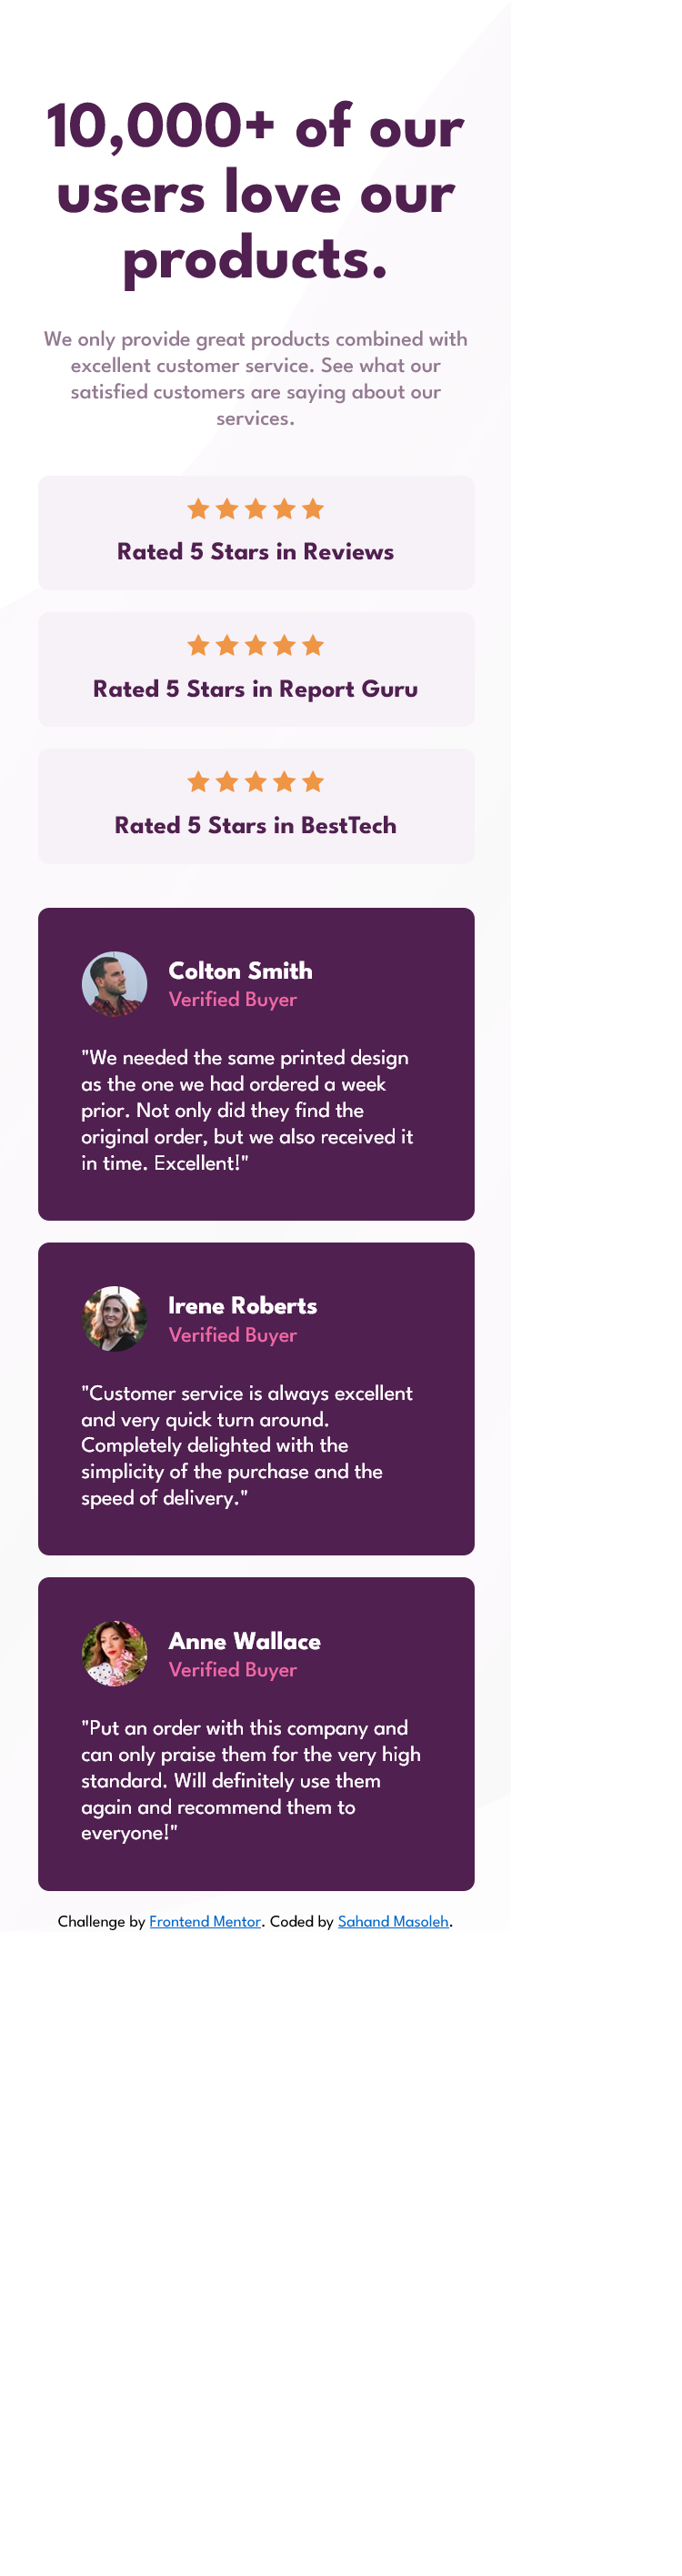 10,000+ of our
users love our
products.
We only provide great products combined with
excellent customer service. See what our
satisfied customers are saying about our
services.
Rated 5 Stars in Reviews
Rated 5 Stars in Report Guru
Rated 5 Stars in BestTech
Colton Smith
Verified Buyer
"We needed the same printed design
as the one we had ordered a week
prior. Not only did they find the
original order, but we also received it
in time. Excellent!"
Irene Roberts
Verified Buyer
"Customer service is always excellent
and very quick turn around.
Completely delighted with the
simplicity of the purchase and the
speed of delivery."
Anne Wallace
Verified Buyer
"Put an order with this company and
can only praise them for the very high
standard. Will definitely use them
again and recommend them to
everyone!"
Challenge by Frontend Mentor. Coded by Sahand Masoleh.